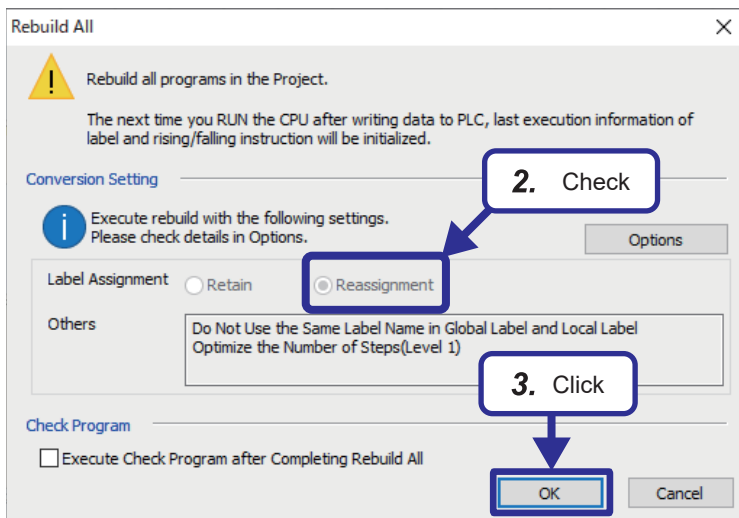 Rebuild All
Rebuild all programs in the Project.
The next time you RUN the CPU after writing data to PLC, last execution information of
label and rising/falling instruction will be initialized.
Conversion Setting
2. Check
Execute rebuild with the following settings.
Please check details in Options.
Options
Label Assignment
Retain
Reassignment
Others
Do Not Use the Same Label Name in Global Label and Local Label
Optimize the Number of Steps(Level 1)
3. Click
Check Program
Execute Check Program after Completing Rebuild All
OK
Cancel